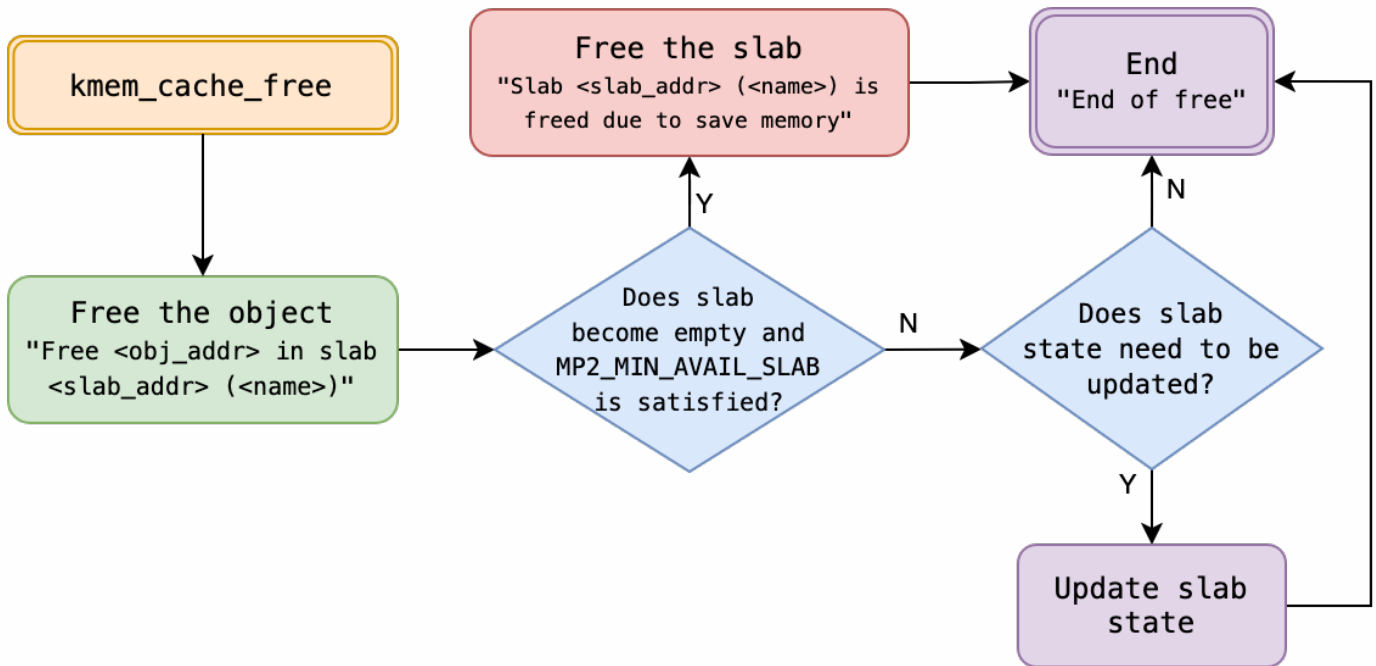 kmem_cache_free
Free the object
"Free <obj_addr> in slab
<slab_addr> (<name>)"
Does slab
become empty and
MP2_MIN_AVAIL_SLAB
is satisfied?
Y
Free the slab
"Slab <slab_addr> (<name>) is
freed due to save memory"
N
Does slab
state need to be
updated?
N
End
"End of free"
Y
Update slab
state